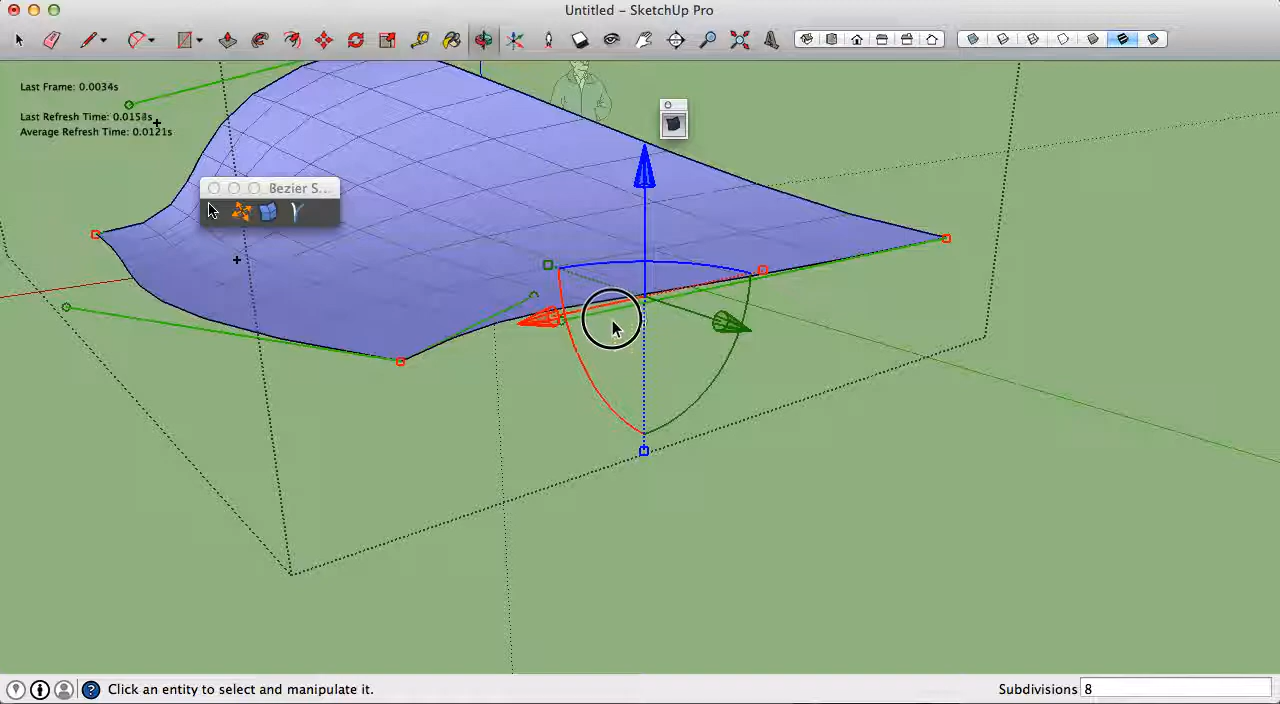 Untitled – SketchUp Pro
Last Frame: 0.0034s
Last Refresh Time: 0.0158s
Average Refresh Time: 0.0121s
Bezier S...
Click an entity to select and manipulate it.
Subdivisions 8